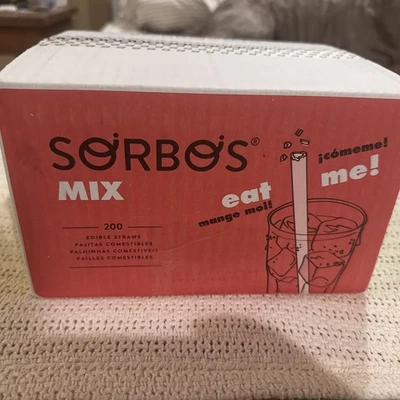 SORBOS®
MIX
200
EDIBLE STRAWS
PAJITAS COMESTIBLES
PALHINHAS COMESTÍVEIS
PAILLES COMESTIBLES
¡cómeme!
eat me!
mange moi!